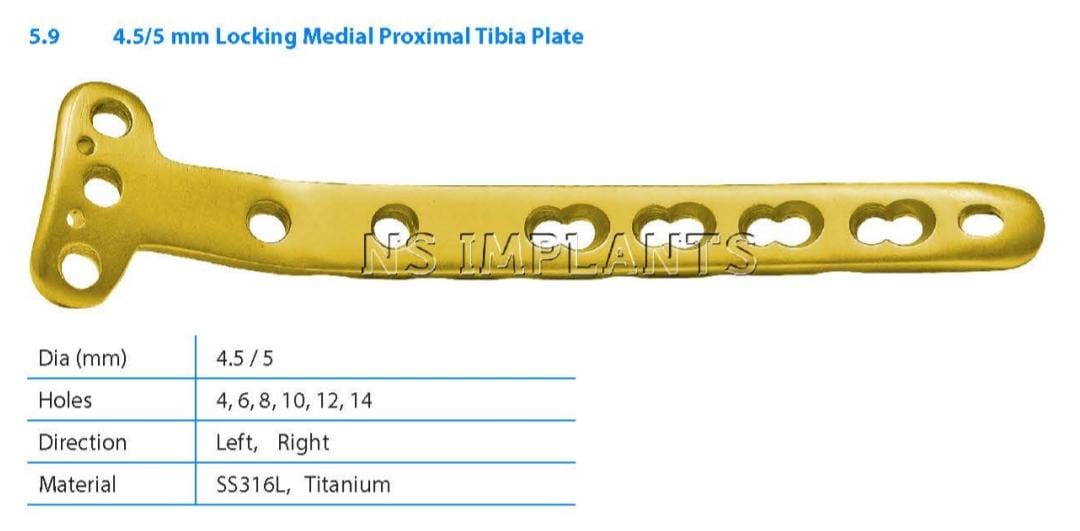 5.9 4.5/5 mm Locking Medial Proximal Tibia Plate
NS IMPLANTS
Dia (mm) 4.5 / 5
Holes 4, 6, 8, 10, 12, 14
Direction Left, Right
Material SS316L, Titanium